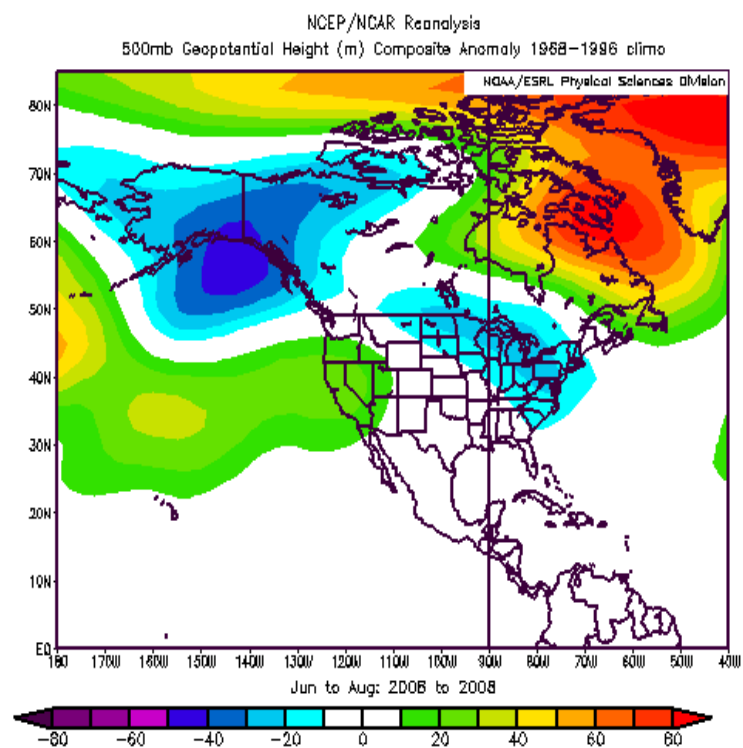 NCEP/NCAR Reanalysis
500mb Geopotential Height (m) Composite Anomaly 1968-1996 climo
NOAA/ESRL Physical Sciences Division
80N
70N
60N
50N
40N
30N
20N
10N
EQ
180 170W 160W 150W 140W 130W 120W 110W 100W 90W 80W 70W 60W 50W 40W
Jun to Aug: 2006 to 2008
-80 -60 -40 -20 0 20 40 60 80